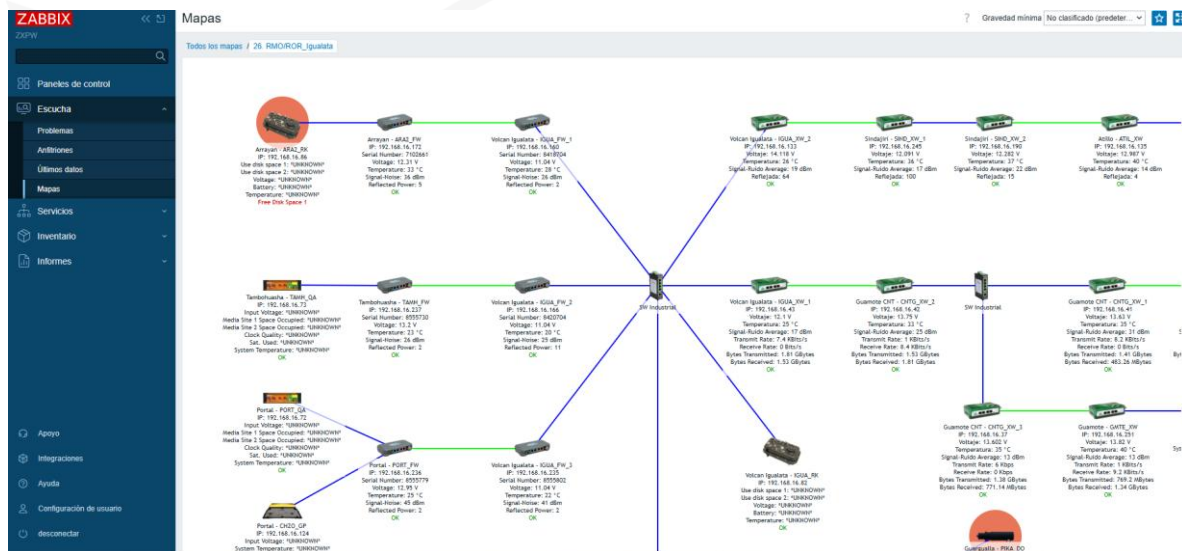 ZABBIX
ZXPW
Paneles de control
Escucha
Problemas
Anfitriones
Últimos datos
Mapas
Servicios
Inventario
Informes
Apoyo
Integraciones
Ayuda
Configuración de usuario
desconectar
Mapas
? Gravedad mínima No clasificado (predeter...
Todos los mapas / 26. RMO/ROR_Igualata
Arrayan - ARA2_RK
IP: 192.168.16.86
Use disk space 1: *UNKNOWN*
Use disk space 2: *UNKNOWN*
Voltage: *UNKNOWN*
Battery: *UNKNOWN*
Temperature: *UNKNOWN*
Free Disk Space 1
Arrayan - ARA2_FW
IP: 192.168.16.172
Serial Number: 7102661
Voltage: 12.31 V
Temperature: 33 °C
Signal-Noise: 36 dBm
Reflected Power: 5
OK
Volcan Igualata - IGUA_FW_1
IP: 192.168.16.160
Serial Number: 8418704
Voltage: 11.04 V
Temperature: 28 °C
Signal-Noise: 26 dBm
Reflected Power: 2
OK
Volcan Igualata - IGUA_XW_2
IP: 192.168.16.133
Voltaje: 14.118 V
Temperatura: 26 °C
Signal-Ruido Average: 19 dBm
Reflejada: 64
OK
Sindajiri - SIHD_XW_1
IP: 192.168.16.245
Voltaje: 12.091 V
Temperatura: 36 °C
Signal-Ruido Average: 17 dBm
Reflejada: 100
OK
Sindajiri - SIHD_XW_2
IP: 192.168.16.190
Voltaje: 12.282 V
Temperatura: 37 °C
Signal-Ruido Average: 22 dBm
Reflejada: 15
OK
Atillo - ATIL_XW
IP: 192.168.16.135
Voltaje: 12.987 V
Temperatura: 40 °C
Signal-Ruido Average: 14 dBm
Reflejada: 4
OK
Tambohuasha - TAMH_QA
IP: 192.168.16.73
Input Voltage: *UNKNOWN*
Media Site 1 Space Occupied: *UNKNOWN*
Media Site 2 Space Occupied: *UNKNOWN*
Clock Quality: *UNKNOWN*
Sat. Used: *UNKNOWN*
System Temperature: *UNKNOWN*
OK
Tembohuasha - TAMH_FW
IP: 192.168.16.237
Serial Number: 8555730
Voltage: 13.2 V
Temperature: 23 °C
Signal-Noise: 26 dBm
Reflected Power: 2
OK
Volcan Igualata - IGUA_FW_2
IP: 192.168.16.166
Serial Number: 8420704
Voltage: 11.04 V
Temperature: 20 °C
Signal-Noise: 25 dBm
Reflected Power: 11
OK
SW Industrial
Volcan Igualata - IGUA_XW_1
IP: 192.168.16.43
Voltaje: 12.1 V
Temperatura: 25 °C
Signal-Ruido Average: 17 dBm
Transmit Rate: 7.4 KBits/s
Receive Rate: 0 Bits/s
Bytes Transmitted: 1.81 GBytes
Bytes Received: 1.53 GBytes
OK
Guamote CHT - CHTG_XW_2
IP: 192.168.16.42
Voltaje: 13.75 V
Temperatura: 33 °C
Signal-Ruido Average: 25 dBm
Transmit Rate: 1 KBits/s
Receive Rate: 8.4 KBits/s
Bytes Transmitted: 1.53 GBytes
Bytes Received: 1.81 GBytes
OK
SW Industrial
Guamote CHT - CHTG_XW_1
IP: 192.168.16.41
Voltaje: 13.63 V
Temperatura: 35 °C
Signal-Ruido Average: 31 dBm
Transmit Rate: 8.2 KBits/s
Receive Rate: 0 KBits/s
Bytes Transmitted: 1.41 GBytes
Bytes Received: 483.26 MBytes
OK
Portal - PORT_QA
IP: 192.168.16.72
Input Voltage: *UNKNOWN*
Media Site 1 Space Occupied: *UNKNOWN*
Media Site 2 Space Occupied: *UNKNOWN*
Clock Quality: *UNKNOWN*
Sat. Used: *UNKNOWN*
System Temperature: *UNKNOWN*
OK
Portal - PORT_FW
IP: 192.168.16.236
Serial Number: 8555779
Voltage: 12.95 V
Temperature: 25 °C
Signal-Noise: 45 dBm
Reflected Power: 2
OK
Volcan Igualata - IGUA_FW_3
IP: 192.168.16.235
Serial Number: 8555802
Voltage: 11.04 V
Temperature: 22 °C
Signal-Noise: 41 dBm
Reflected Power: 2
OK
Volcan Igualata - IGUA_RK
IP: 192.168.16.82
Use disk space 1: *UNKNOWN*
Use disk space 2: *UNKNOWN*
Voltage: *UNKNOWN*
Battery: *UNKNOWN*
Temperature: *UNKNOWN*
OK
Guamote CHT - CHTG_XW_3
IP: 192.168.16.37
Voltaje: 13.602 V
Temperatura: 35 °C
Signal-Ruido Average: 13 dBm
Transmit Rate: 6 Kbps
Receive Rate: 0 Kbps
Bytes Transmitted: 1.38 GBytes
Bytes Received: 771.14 MBytes
OK
Guamote - GMTE_XW
IP: 192.168.16.251
Voltaje: 13.82 V
Temperatura: 40 °C
Signal-Ruido Average: 13 dBm
Transmit Rate: 1 KBits/s
Receive Rate: 9.2 KBits/s
Bytes Transmitted: 769.2 MBytes
Bytes Received: 1.34 GBytes
OK
Portal - CHZO_GP
IP: 192.168.16.124
Input Voltage: *UNKNOWN*
System Temperature: *UNKNOWN*
Guargualla - PIKA_DO